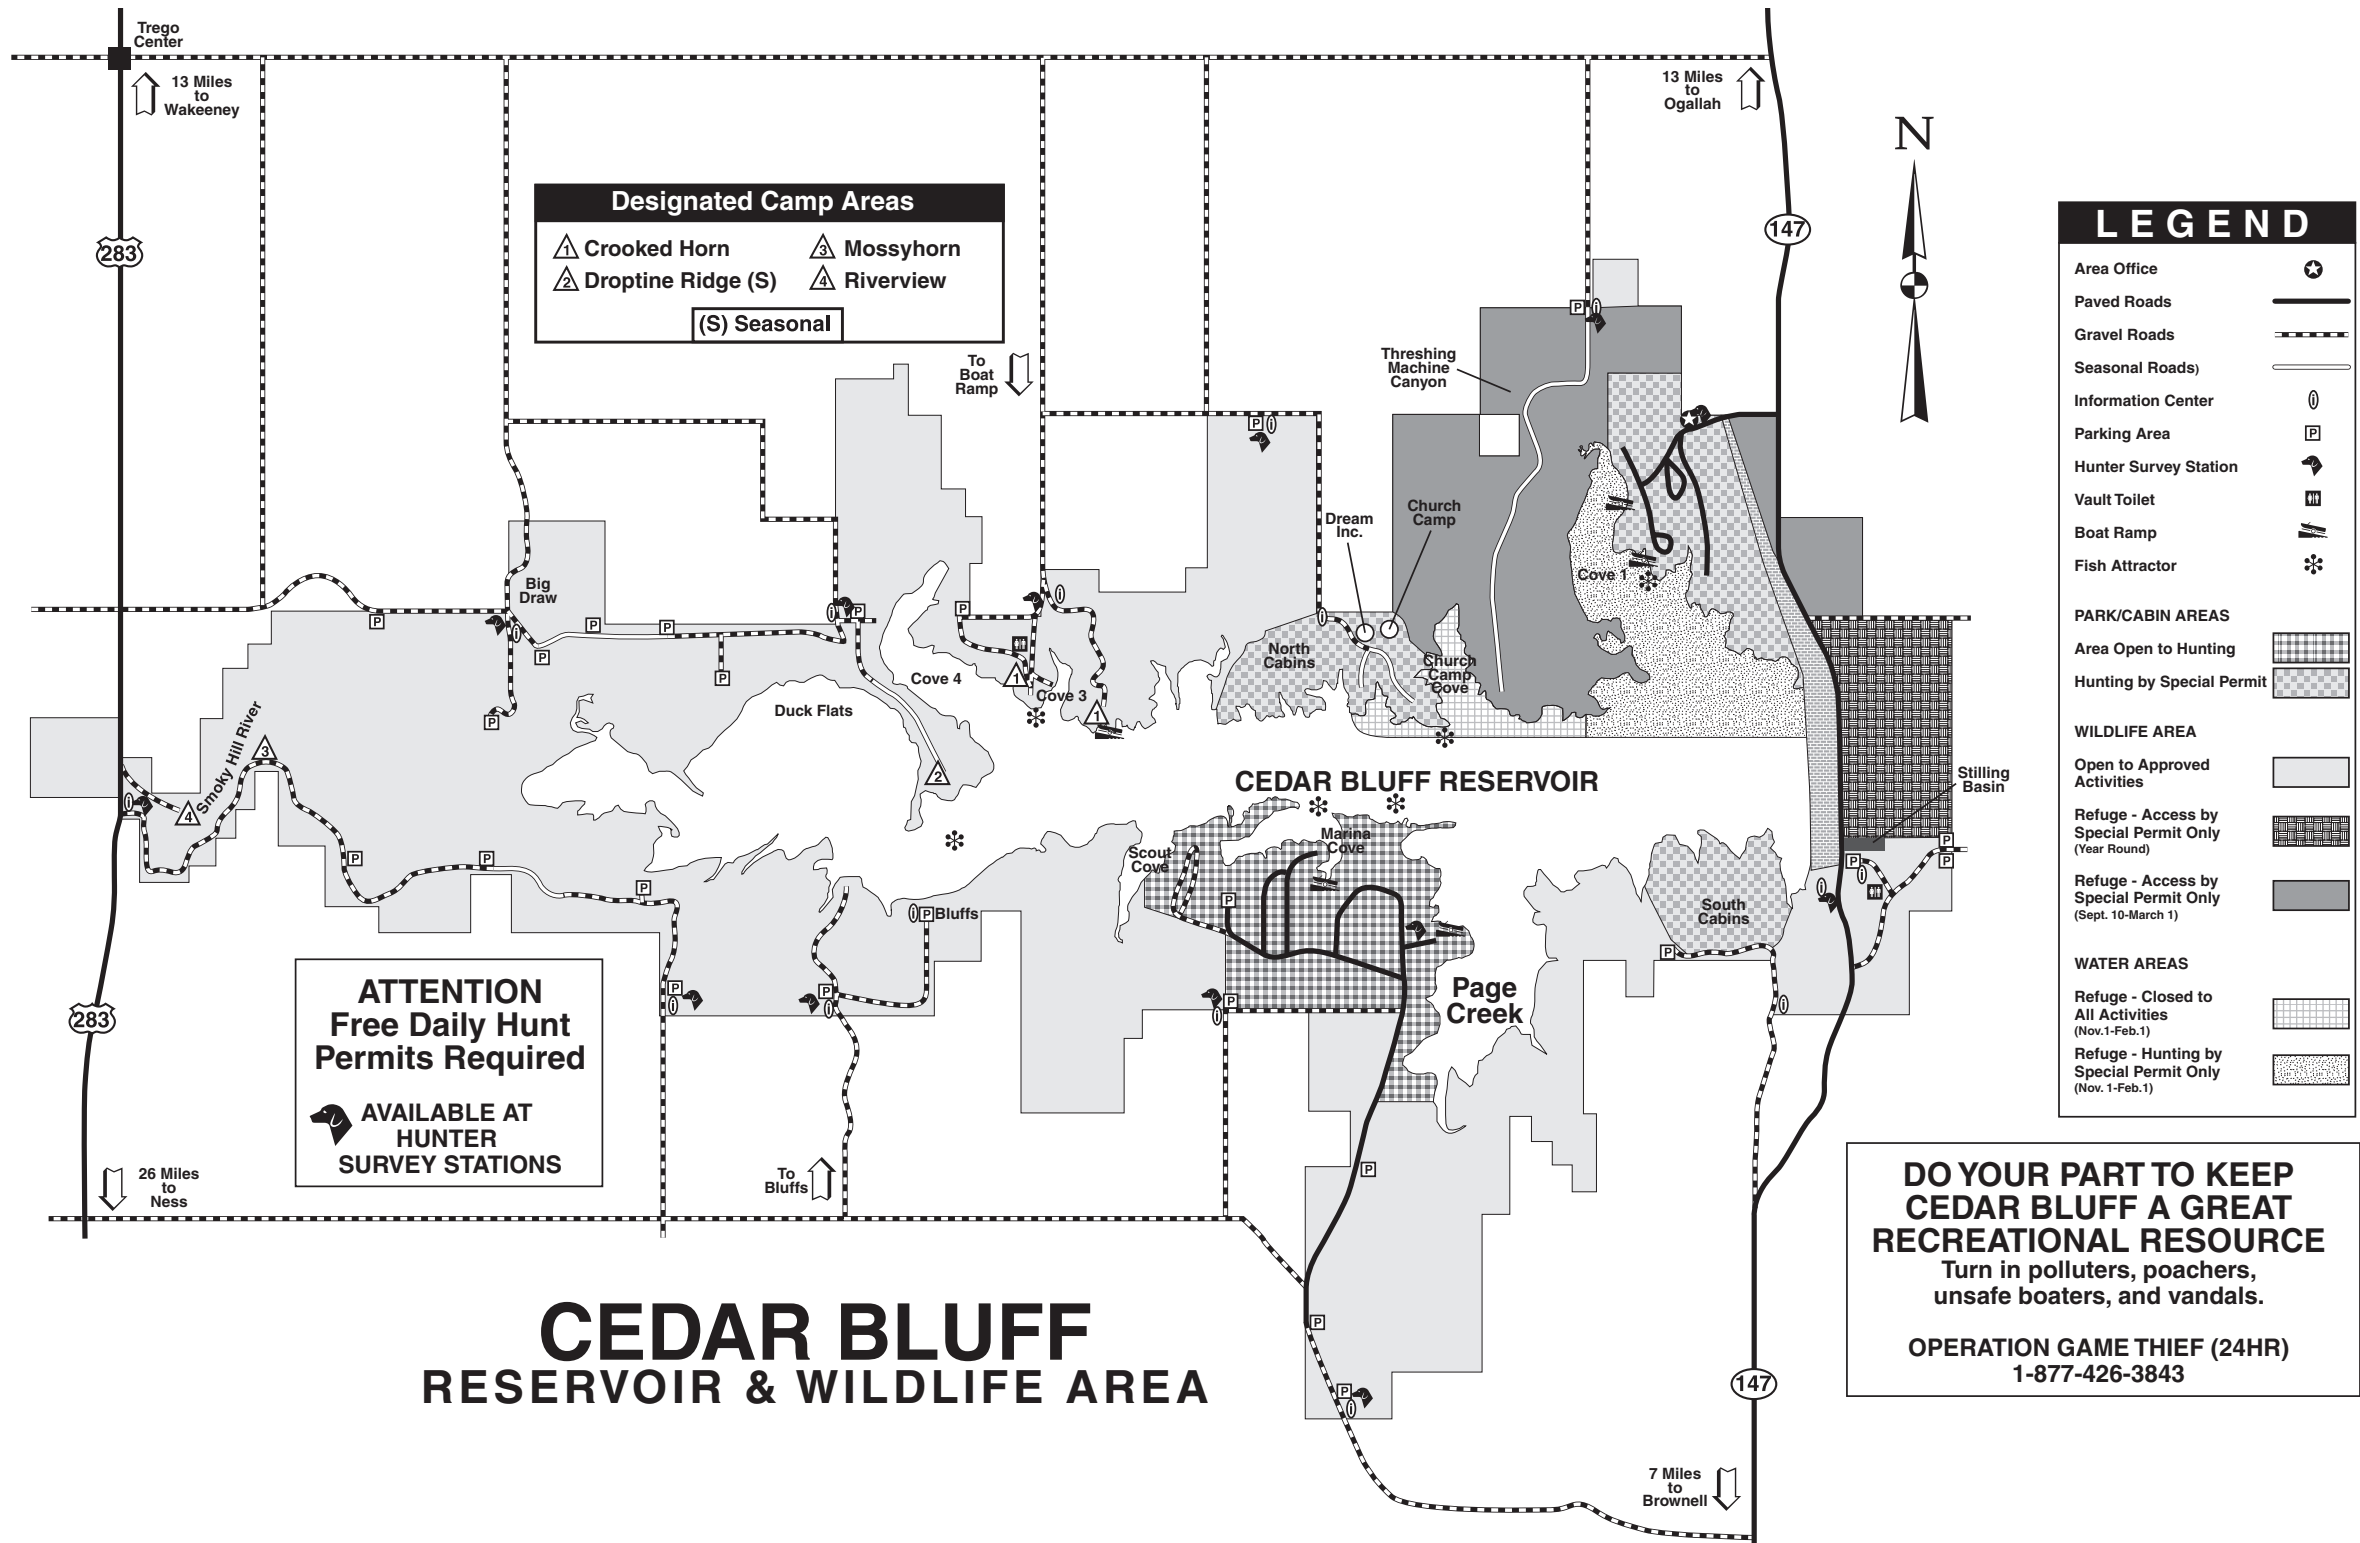 Trego
Center
13 Miles
to
Wakeeney
13 Miles
to
Ogallah
N
283
147
Designated Camp Areas
1 Crooked Horn
3 Mossyhorn
2 Droptine Ridge (S)
4 Riverview
(S) Seasonal
To
Boat
Ramp
Threshing
Machine
Canyon
Dream
Inc.
Church
Camp
Cove 1
Big
Draw
North
Cabins
Church
Camp
Cove
Cove 4
Cove 3
Duck Flats
Smoky Hill River
1
1
2
3
4
CEDAR BLUFF RESERVOIR
Stilling
Basin
Marina
Cove
Scout
Cove
South
Cabins
Bluffs
Page
Creek
283
ATTENTION
Free Daily Hunt
Permits Required
AVAILABLE AT
HUNTER
SURVEY STATIONS
26 Miles
to
Ness
To
Bluffs
CEDAR BLUFF
RESERVOIR & WILDLIFE AREA
147
7 Miles
to
Brownell
LEGEND
Area Office
Paved Roads
Gravel Roads
Seasonal Roads)
Information Center i
Parking Area P
Hunter Survey Station
Vault Toilet
Boat Ramp
Fish Attractor
PARK/CABIN AREAS
Area Open to Hunting
Hunting by Special Permit
WILDLIFE AREA
Open to Approved
Activities
Refuge - Access by
Special Permit Only
(Year Round)
Refuge - Access by
Special Permit Only
(Sept. 10-March 1)
WATER AREAS
Refuge - Closed to
All Activities
(Nov.1-Feb.1)
Refuge - Hunting by
Special Permit Only
(Nov. 1-Feb.1)
DO YOUR PART TO KEEP
CEDAR BLUFF A GREAT
RECREATIONAL RESOURCE
Turn in polluters, poachers,
unsafe boaters, and vandals.
OPERATION GAME THIEF (24HR)
1-877-426-3843